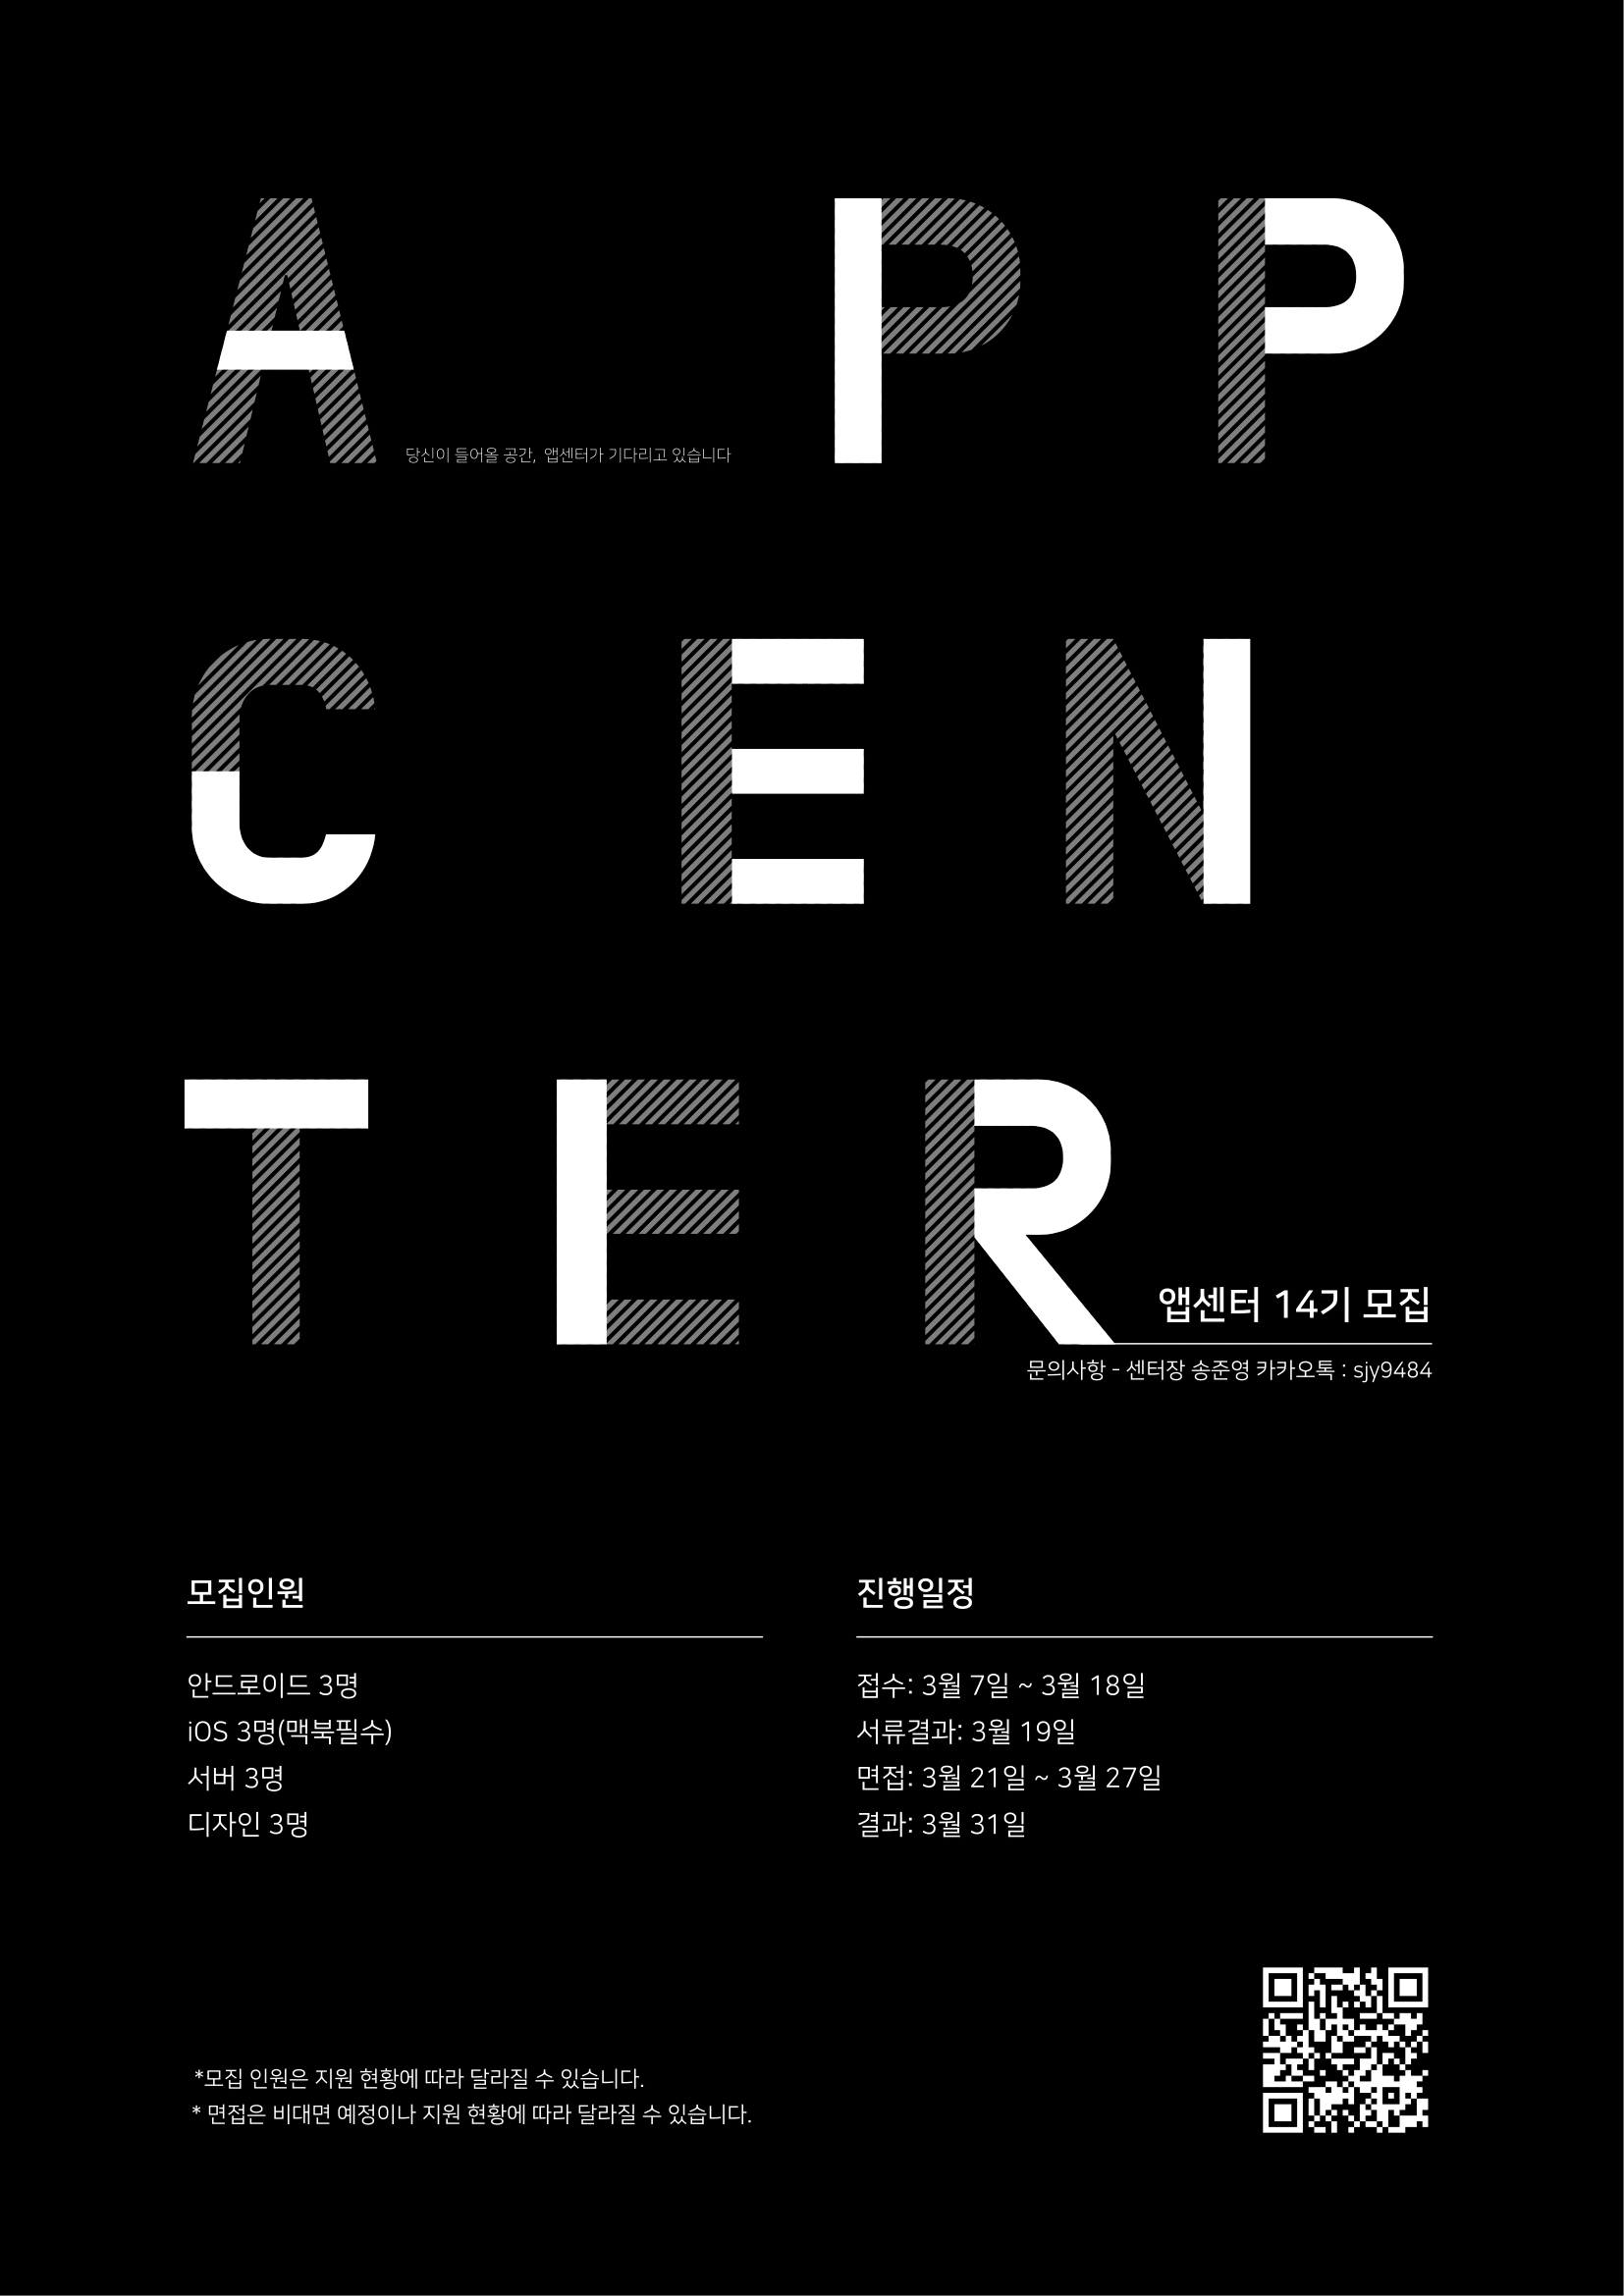 APP
당신이 들어올 공간, 앱센터가 기다리고 있습니다
CEN
TER
앱센터 14기 모집
문의사항 - 센터장 송준영 카카오톡 : sjy9484
모집인원
안드로이드 3명
iOS 3명(맥북필수)
서버 3명
디자인 3명
진행일정
접수: 3월 7일 ~ 3월 18일
서류결과: 3월 19일
면접: 3월 21일 ~ 3월 27일
결과: 3월 31일
*모집 인원은 지원 현황에 따라 달라질 수 있습니다.
* 면접은 비대면 예정이나 지원 현황에 따라 달라질 수 있습니다.